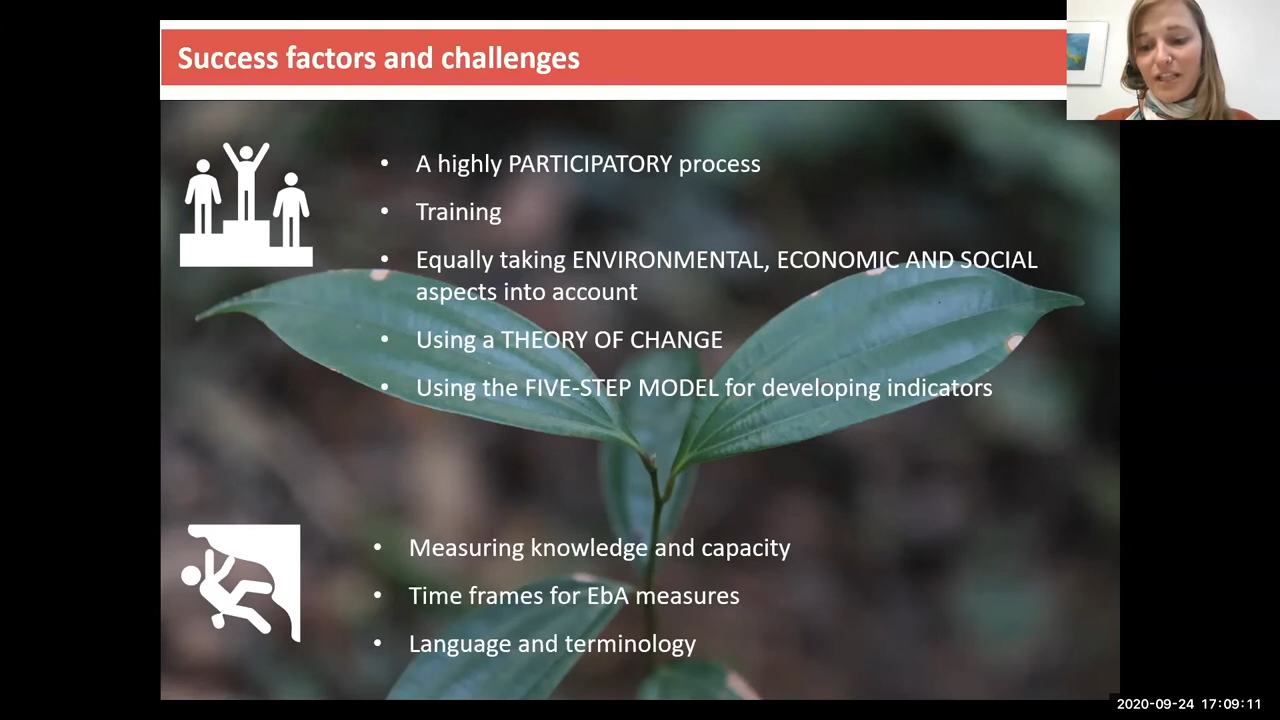 Success factors and challenges
• A highly PARTICIPATORY process
• Training
• Equally taking ENVIRONMENTAL, ECONOMIC AND SOCIAL
aspects into account
• Using a THEORY OF CHANGE
• Using the FIVE-STEP MODEL for developing indicators
• Measuring knowledge and capacity
• Time frames for EbA measures
• Language and terminology
2020-09-24 17:09:11